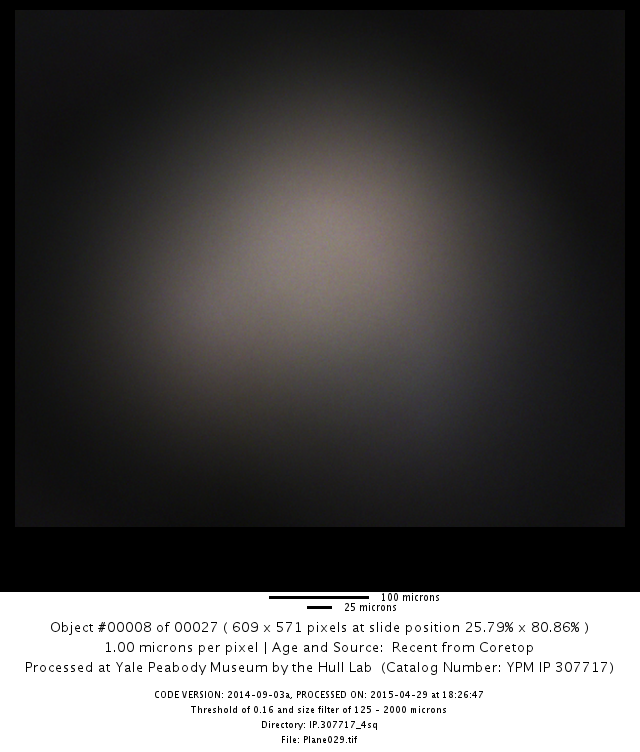 100 microns
25 microns
Object #00008 of 00027 ( 609 x 571 pixels at slide position 25.79% x 80.86% )
1.00 microns per pixel | Age and Source: Recent from Coretop
Processed at Yale Peabody Museum by the Hull Lab (Catalog Number: YPM IP 307717)
CODE VERSION: 2014-09-03a, PROCESSED ON: 2015-04-29 at 18:26:47
Threshold of 0.16 and size filter of 125 - 2000 microns
Directory: IP.307717_4sq
File: Plane029.tif